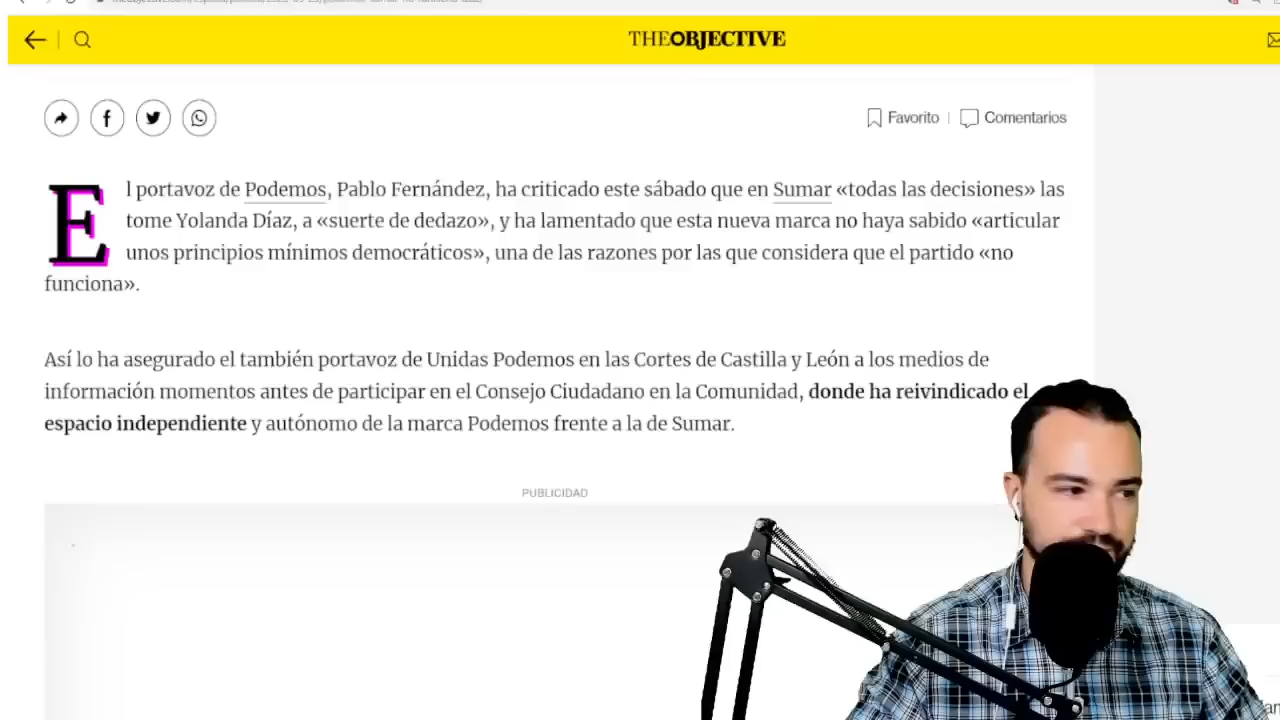 THEOBJECTIVE
Favorito | Comentarios
El portavoz de Podemos, Pablo Fernández, ha criticado este sábado que en Sumar «todas las decisiones» las
tome Yolanda Díaz, a «suerte de dedazo», y ha lamentado que esta nueva marca no haya sabido «articular
unos principios mínimos democráticos», una de las razones por las que considera que el partido «no
funciona».
Así lo ha asegurado el también portavoz de Unidas Podemos en las Cortes de Castilla y León a los medios de
información momentos antes de participar en el Consejo Ciudadano en la Comunidad, donde ha reivindicado el
espacio independiente y autónomo de la marca Podemos frente a la de Sumar.
PUBLICIDAD